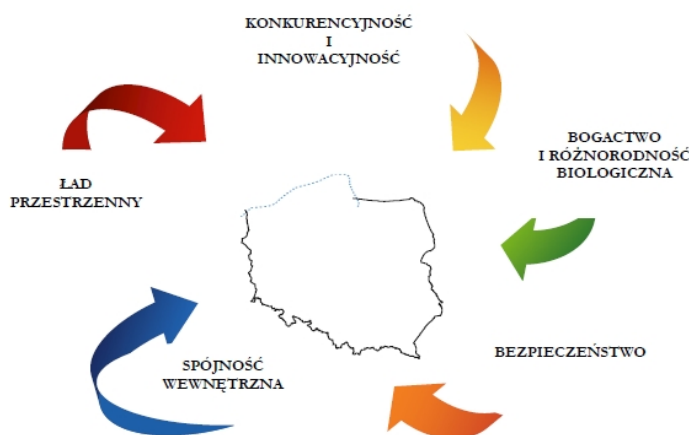 KONKURENCYJNOŚĆ
I
INNOWACYJNOŚĆ
BOGACTWO
I RÓŻNORODNOŚĆ
BIOLOGICZNA
ŁAD
PRZESTRZENNY
BEZPIECZEŃSTWO
SPÓJNOŚĆ
WEWNĘTRZNA